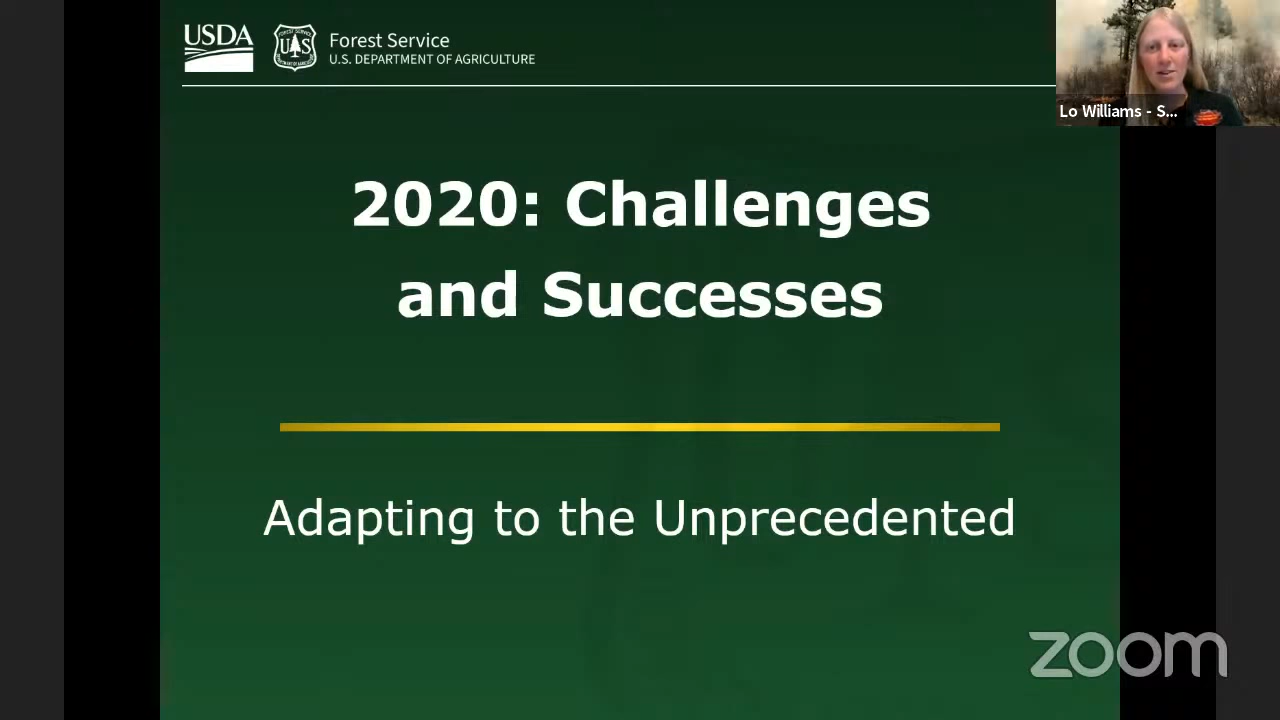 USDA
Forest Service
U.S. DEPARTMENT OF AGRICULTURE
Lo Williams - S...
2020: Challenges
and Successes
Adapting to the Unprecedented
zoom